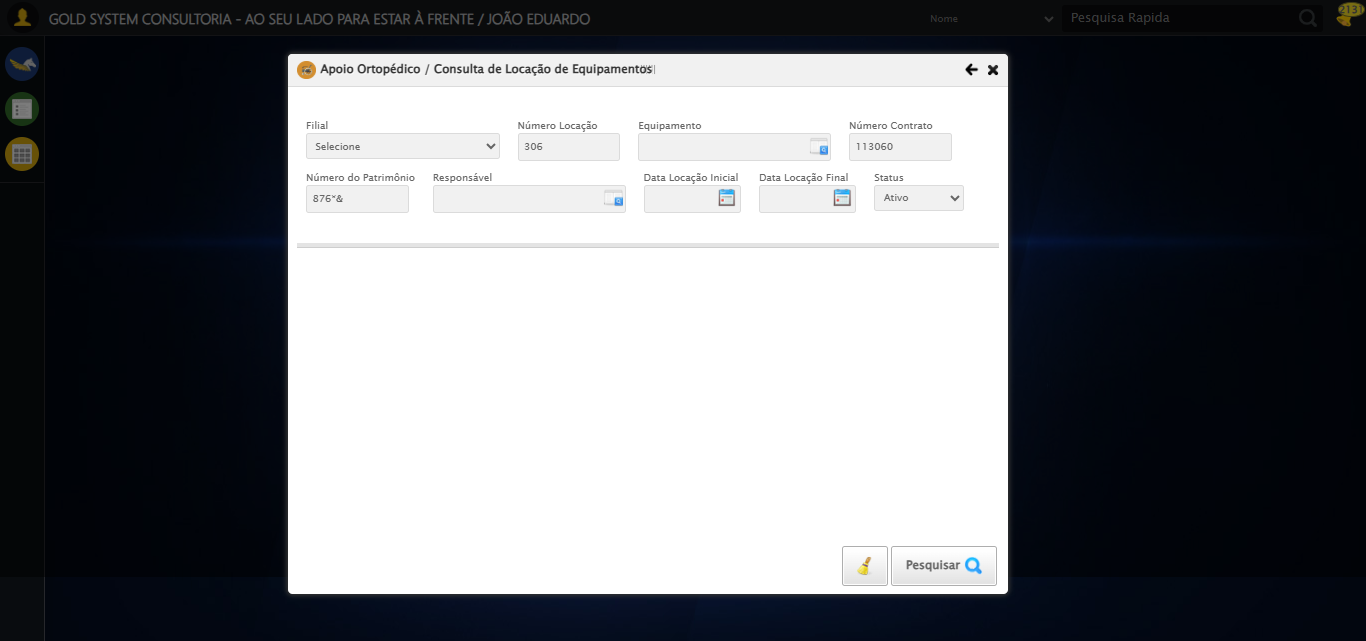 GOLD SYSTEM CONSULTORIA - AO SEU LADO PARA ESTAR À FRENTE / JOÃO EDUARDO
Nome
Pesquisa Rapida
2131
Apoio Ortopédico / Consulta de Locação de Equipamentos
Filial
Número Locação
Equipamento
Número Contrato
Selecione
306
113060
Número do Patrimônio
Responsável
Data Locação Inicial
Data Locação Final
Status
876*&
Ativo
Pesquisar